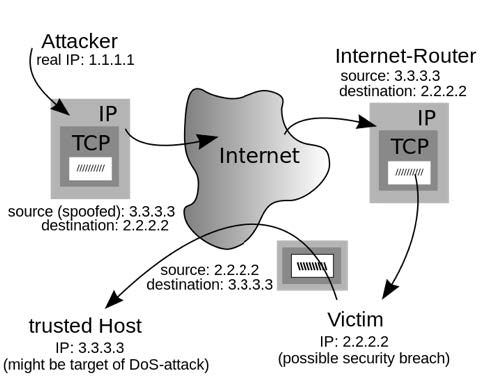 Attacker
real IP: 1.1.1.1
IP
TCP
source (spoofed): 3.3.3.3
destination: 2.2.2.2
Internet
Internet-Router
source: 3.3.3.3
destination: 2.2.2.2
IP
TCP
source: 2.2.2.2
destination: 3.3.3.3
trusted Host
IP: 3.3.3.3
(might be target of DoS-attack)
Victim
IP: 2.2.2.2
(possible security breach)